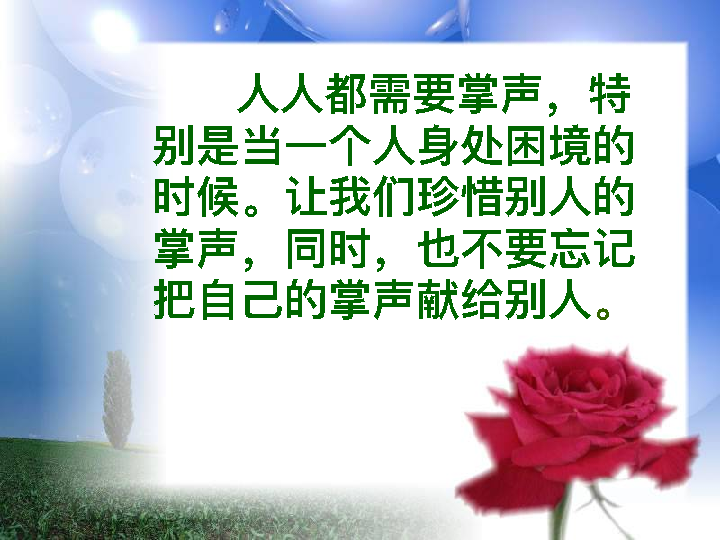 人人都需要掌声，特
别是当一个人身处困境的
时候。让我们珍惜别人的
掌声，同时，也不要忘记
把自己的掌声献给别人。